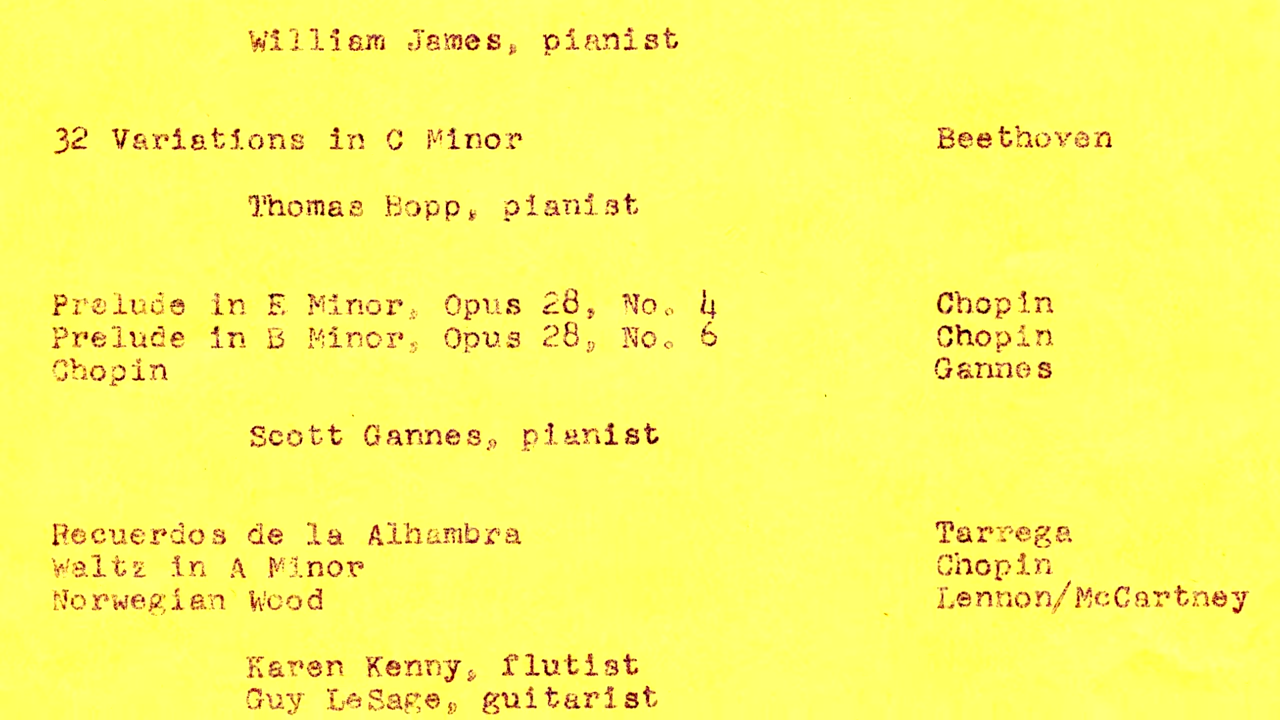 William James, pianist
32 Variations in C Minor Beethoven
Thomas Bopp, pianist
Prelude in E Minor, Opus 28, No. 4 Chopin
Prelude in B Minor, Opus 28, No. 6 Chopin
Chopin Gannes
Scott Gannes, pianist
Recuerdos de la Alhambra Tarrega
Waltz in A Minor Chopin
Norwegian Wood Lennon/McCartney
Karen Kenny, flutist
Guy LeSage, guitarist